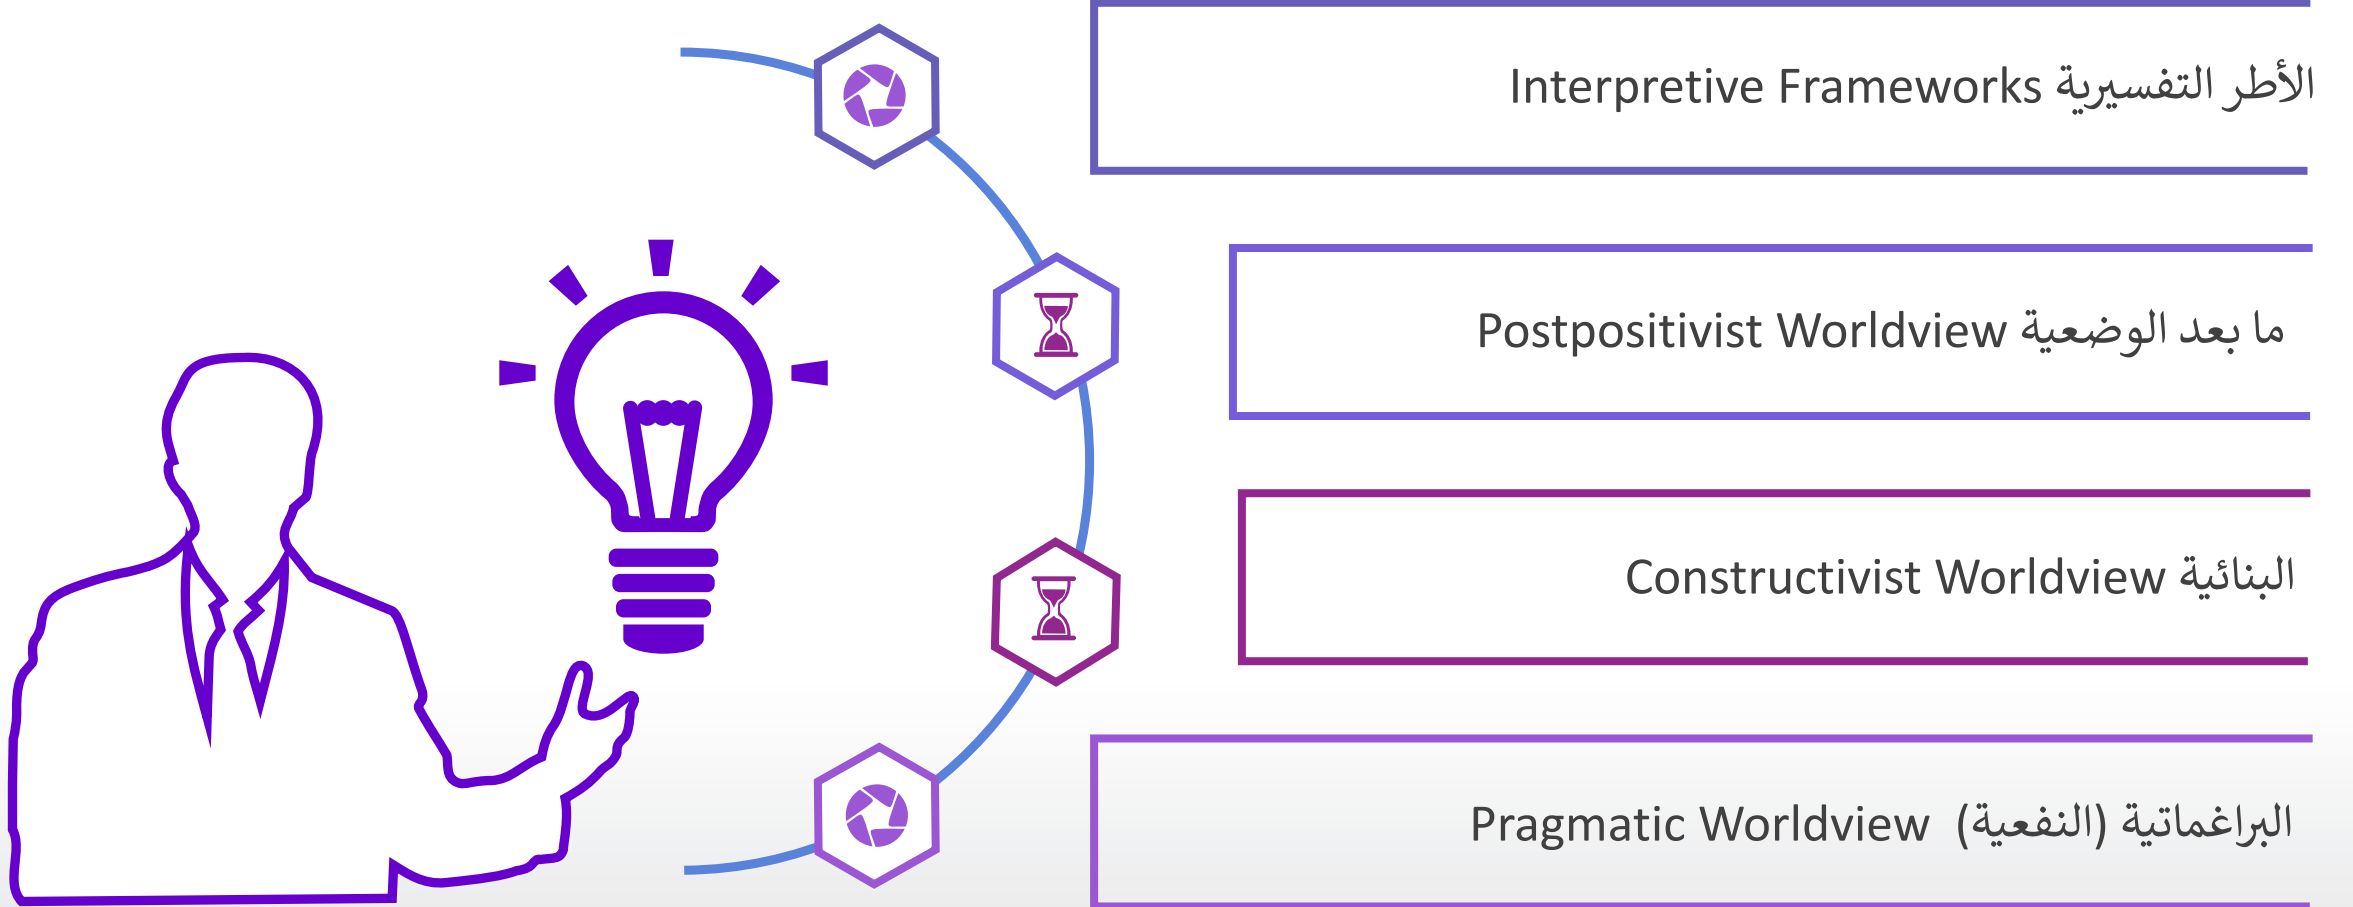 الأطر التفسيرية Interpretive Frameworks
ما بعد الوضعية Postpositivist Worldview
البنائية Constructivist Worldview
البراغماتية (النفعية) Pragmatic Worldview